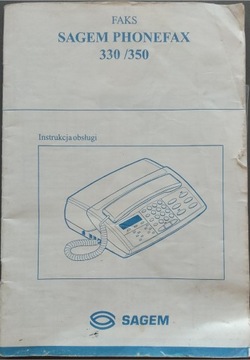 FAKS
SAGEM PHONEFAX
330 /350
Instrukcja obsługi
SAGEM